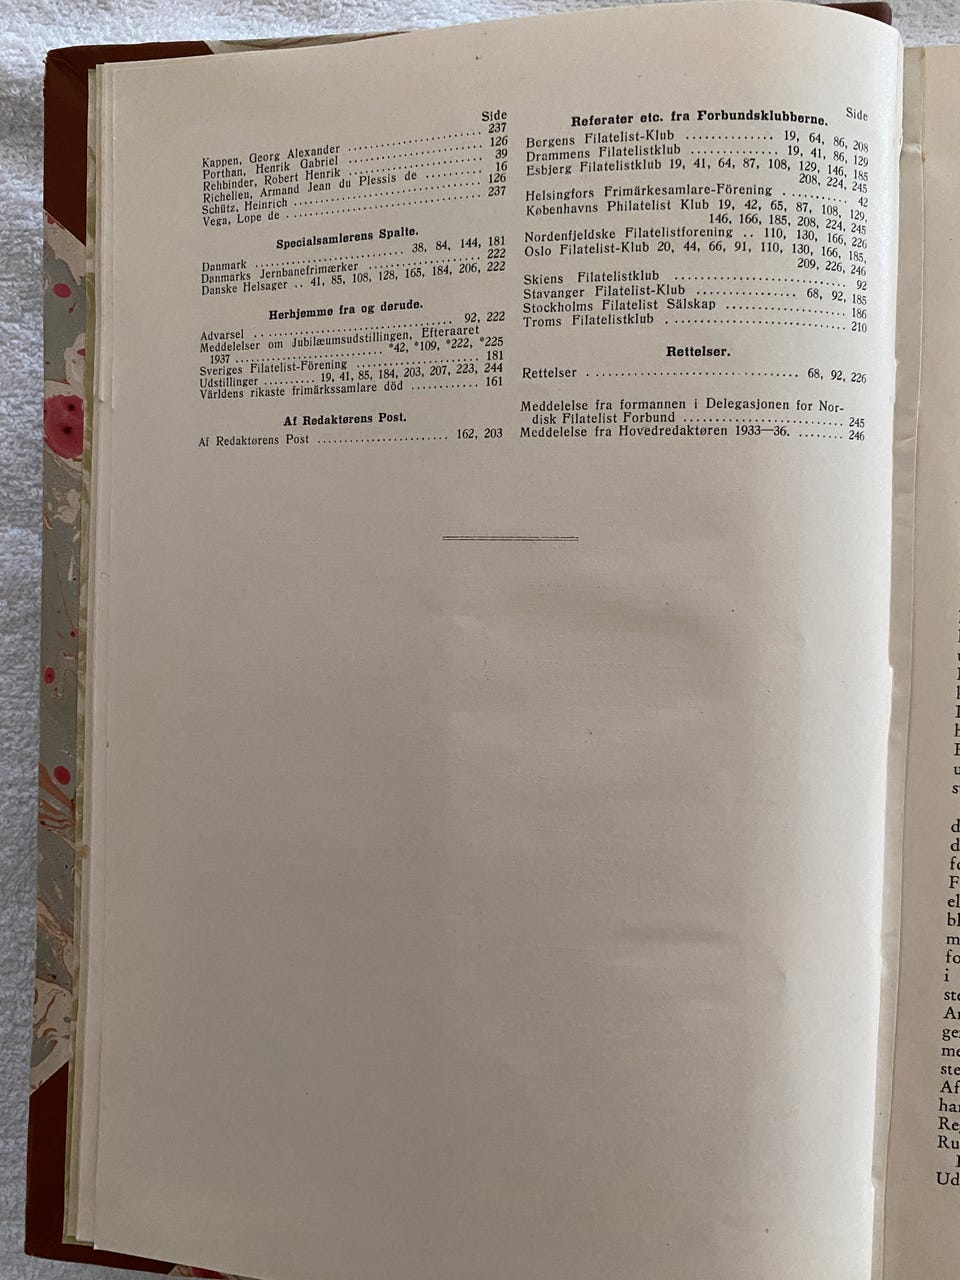 Side
Kappen, Georg Alexander ........................ 237
Porthan, Henrik Gabriel ........................ 126
Rehbinder, Robert Henrik ........................ 39
Richelieu, Armand Jean du Plessis de .......... 16
Schütz, Heinrich ................................ 126
Vega, Lope de .................................. 237
Specialsamlerens Spalte.
Danmark ........................ 38, 84, 144, 181
Danmarks Jernbanefrimærker .................... 222
Danske Helsager .. 41, 85, 108, 128, 165, 184, 206, 222
Herhjemme fra og derude.
Advarsel .................................. 92, 222
Meddelelser om Jubilæumsudstillingen, Efteraaret
1937 ........................ *42, *109, *222, *225
Sveriges Filatelist-Förening .................... 181
Udstillinger .......... 19, 41, 85, 184, 203, 207, 223, 244
Världens rikaste frimärkssamlare död ............ 161
Af Redaktørens Post.
Af Redaktørens Post ...................... 162, 203
Referater etc. fra Forbundsklubberne. Side
Bergens Filatelist-Klub .............. 19, 64, 86, 208
Drammens Filatelistklub .............. 19, 41, 86, 129
Esbjerg Filatelistklub 19, 41, 64, 87, 108, 129, 146, 185
208, 224, 245
Helsingfors Frimärkesamlare-Förening ............ 42
Københavns Philatelist Klub 19, 42, 65, 87, 108, 129,
146, 166, 185, 208, 224, 245
Nordenfjeldske Filatelistforening .. 110, 130, 166, 226
Oslo Filatelist-Klub 20, 44, 66, 91, 110, 130, 166, 185,
209, 226, 246
Skiens Filatelistklub ............................ 92
Stavanger Filatelist-Klub ................ 68, 92, 185
Stockholms Filatelist Sälskap .................... 186
Troms Filatelistklub .............................. 210
Rettelser.
Rettelser .................................. 68, 92, 226
Meddelelse fra formannen i Delegasjonen for Nor-
disk Filatelist Forbund .......................... 245
Meddelelse fra Hovedredaktøren 1933—36. ........ 246